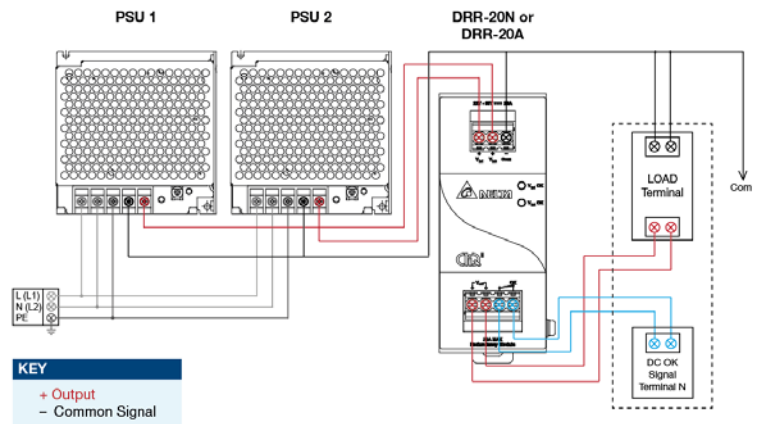 PSU 1
PSU 2
DRR-20N or
DRR-20A
LOAD
Terminal
Com
L (L1)
N (L2)
PE
DC OK
Signal
Terminal N
KEY
+ Output
– Common Signal